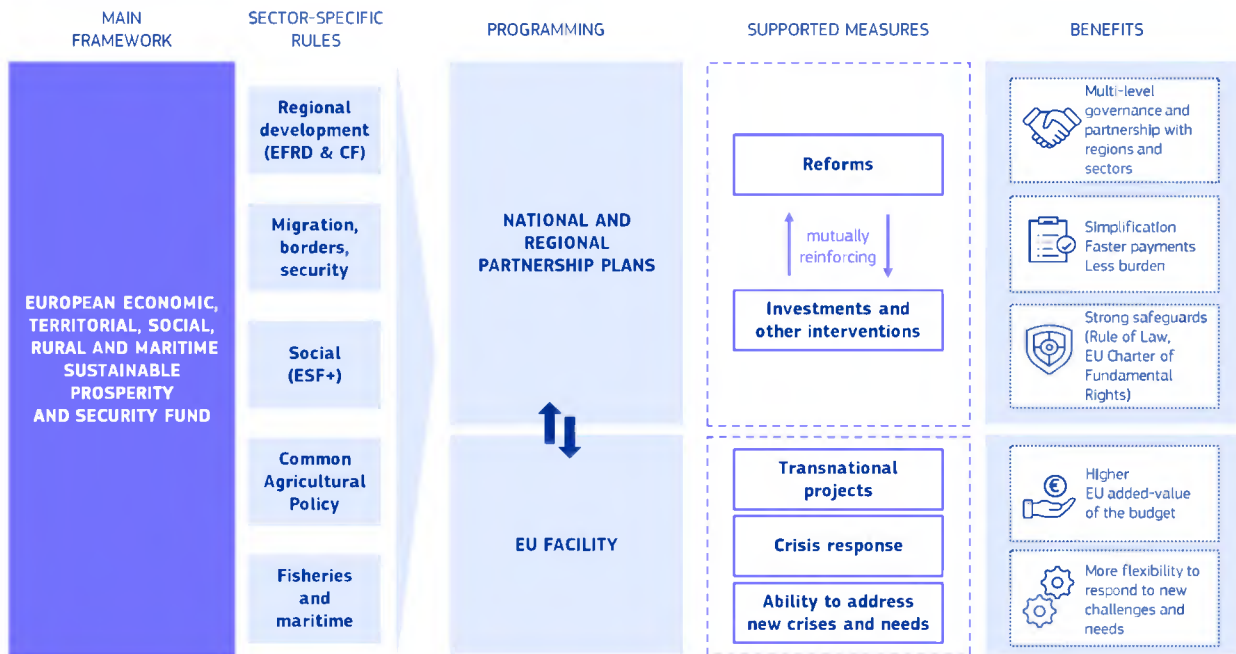 MAIN
FRAMEWORK
SECTOR-SPECIFIC
RULES
PROGRAMMING
SUPPORTED MEASURES
BENEFITS
EUROPEAN ECONOMIC,
TERRITORIAL, SOCIAL,
RURAL AND MARITIME
SUSTAINABLE
PROSPERITY
AND SECURITY FUND
Regional
development
(EFRD & CF)
Migration,
borders,
security
Social
(ESF+)
Common
Agricultural
Policy
Fisheries
and
maritime
NATIONAL AND
REGIONAL
PARTNERSHIP PLANS
EU FACILITY
Reforms
mutually
reinforcing
Investments and
other interventions
Transnational
projects
Crisis response
Ability to address
new crises and needs
Multi-level
governance and
partnership with
regions and
sectors
Simplification
Faster payments
Less burden
Strong safeguards
(Rule of Law,
EU Charter of
Fundamental
Rights)
€
Higher
EU added-value
of the budget
More flexibility to
respond to new
challenges and
needs